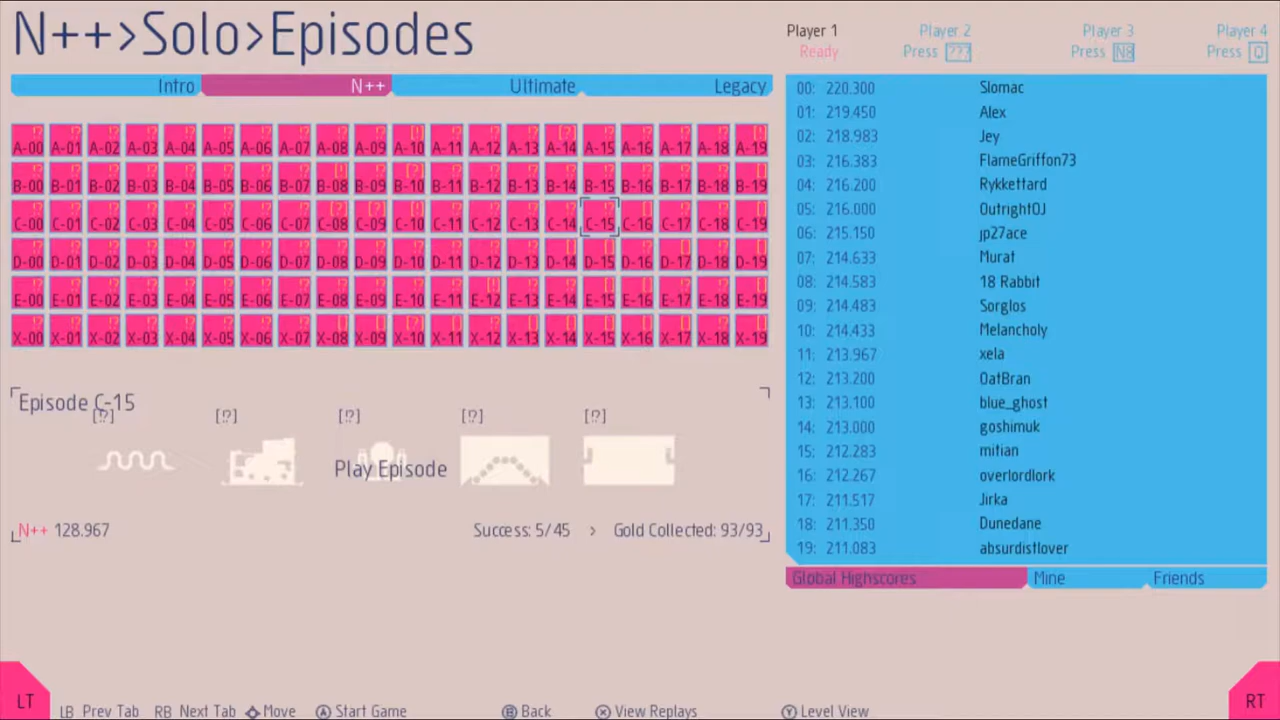 N++>Solo>Episodes
Player 1 Player 2 Player 3 Player 4
Ready Press ??? Press N8 Press Q
Intro N++ Ultimate Legacy
A-00 A-01 A-02 A-03 A-04 A-05 A-06 A-07 A-08 A-09 A-10 A-11 A-12 A-13 A-14 A-15 A-16 A-17 A-18 A-19
B-00 B-01 B-02 B-03 B-04 B-05 B-06 B-07 B-08 B-09 B-10 B-11 B-12 B-13 B-14 B-15 B-16 B-17 B-18 B-19
C-00 C-01 C-02 C-03 C-04 C-05 C-06 C-07 C-08 C-09 C-10 C-11 C-12 C-13 C-14 C-15 C-16 C-17 C-18 C-19
D-00 D-01 D-02 D-03 D-04 D-05 D-06 D-07 D-08 D-09 D-10 D-11 D-12 D-13 D-14 D-15 D-16 D-17 D-18 D-19
E-00 E-01 E-02 E-03 E-04 E-05 E-06 E-07 E-08 E-09 E-10 E-11 E-12 E-13 E-14 E-15 E-16 E-17 E-18 E-19
X-00 X-01 X-02 X-03 X-04 X-05 X-06 X-07 X-08 X-09 X-10 X-11 X-12 X-13 X-14 X-15 X-16 X-17 X-18 X-19
Episode C-15
[!?] [!?] [!?] [!?] [!?]
Play Episode
N++ 128.967 Success: 5/45 > Gold Collected: 93/93
00: 220.300 Slomac
01: 219.450 Alex
02: 218.983 Jey
03: 216.383 FlameGriffon73
04: 216.200 Rykkettard
05: 216.000 OutrightOJ
06: 215.150 jp27ace
07: 214.633 Murat
08: 214.583 18 Rabbit
09: 214.483 Sorglos
10: 214.433 Melancholy
11: 213.967 xela
12: 213.200 OatBran
13: 213.100 blue_ghost
14: 213.000 goshimuk
15: 212.283 mitian
16: 212.267 overlordlork
17: 211.517 Jirka
18: 211.350 Dunedane
19: 211.083 absurdistlover
Global Highscores Mine Friends
LT LB Prev Tab RB Next Tab Move A Start Game B Back X View Replays Y Level View RT